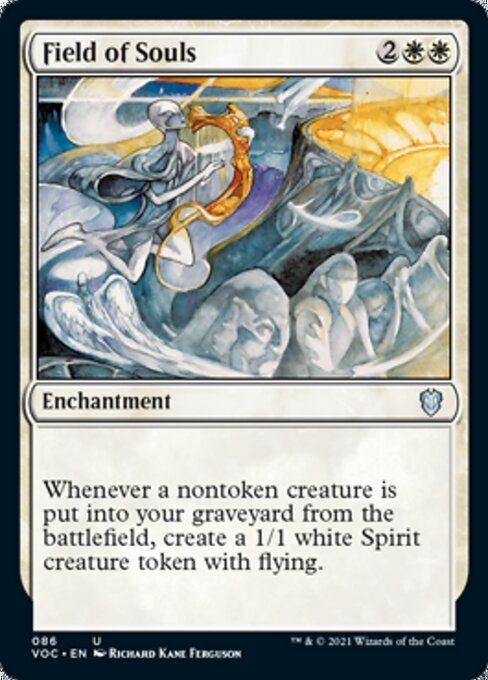 Field of Souls 2
Enchantment
Whenever a nontoken creature is
put into your graveyard from the
battlefield, create a 1/1 white Spirit
creature token with flying.
086 U
VOC • EN Richard Kane Ferguson
™ & © 2021 Wizards of the Coast